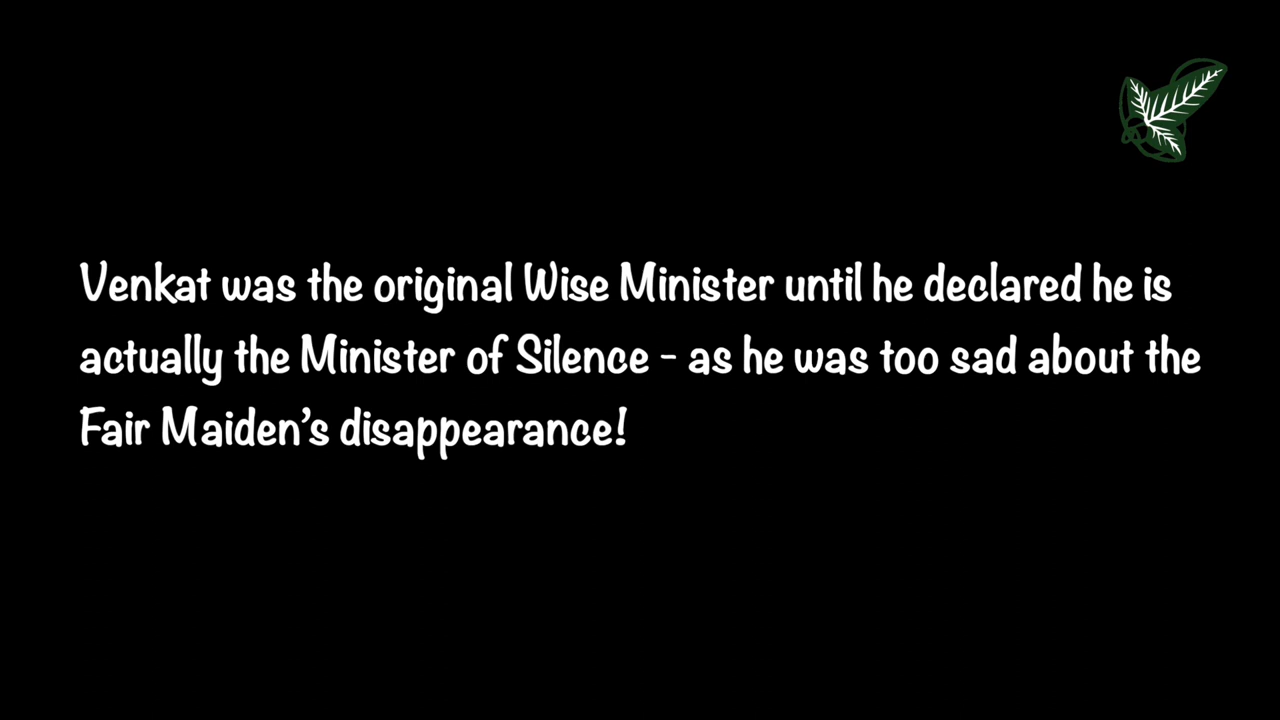 Venkat was the original Wise Minister until he declared he is
actually the Minister of Silence - as he was too sad about the
Fair Maiden's disappearance!